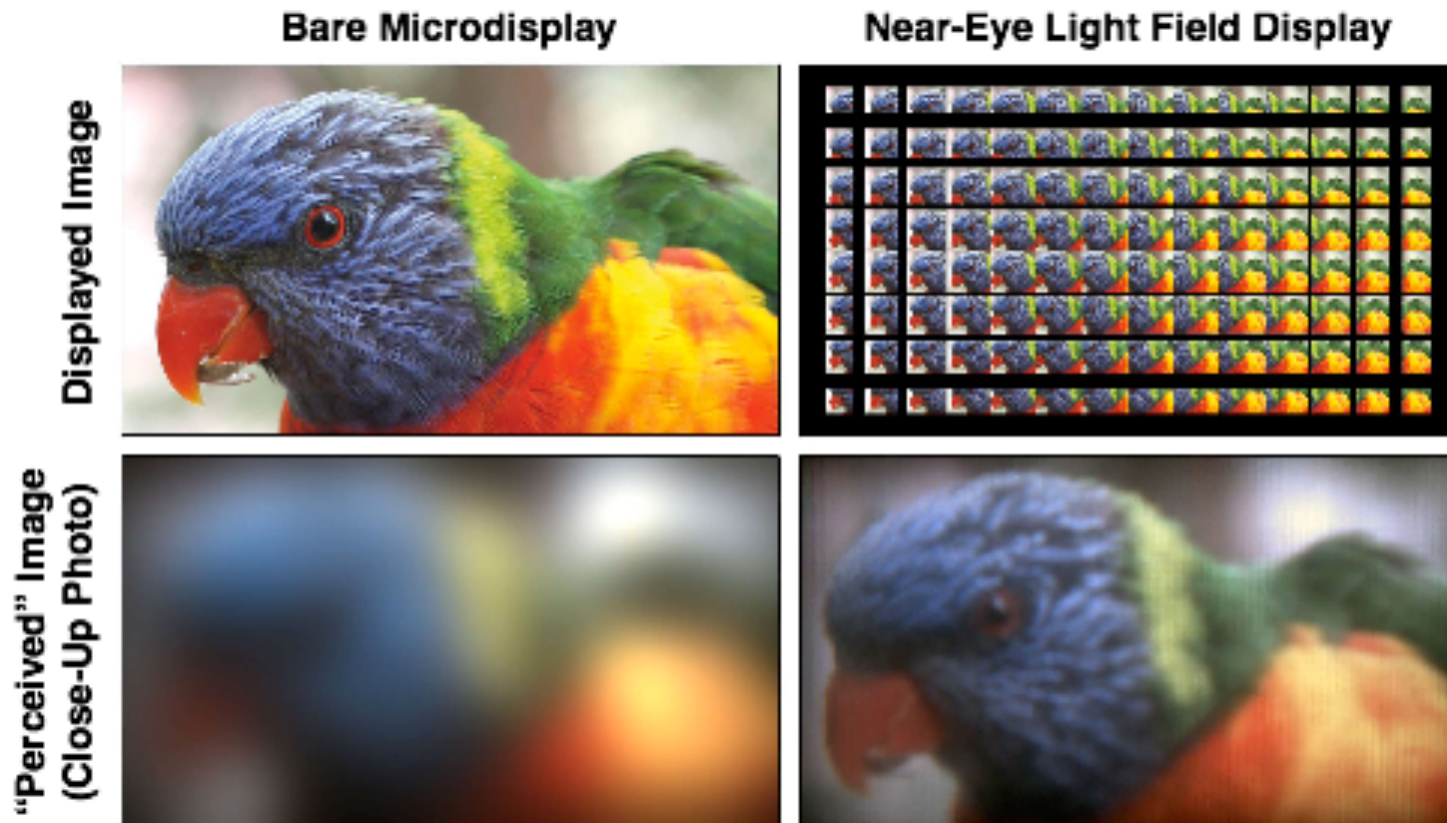 Bare Microdisplay
Near-Eye Light Field Display
Displayed Image
“Perceived” Image
(Close-Up Photo)